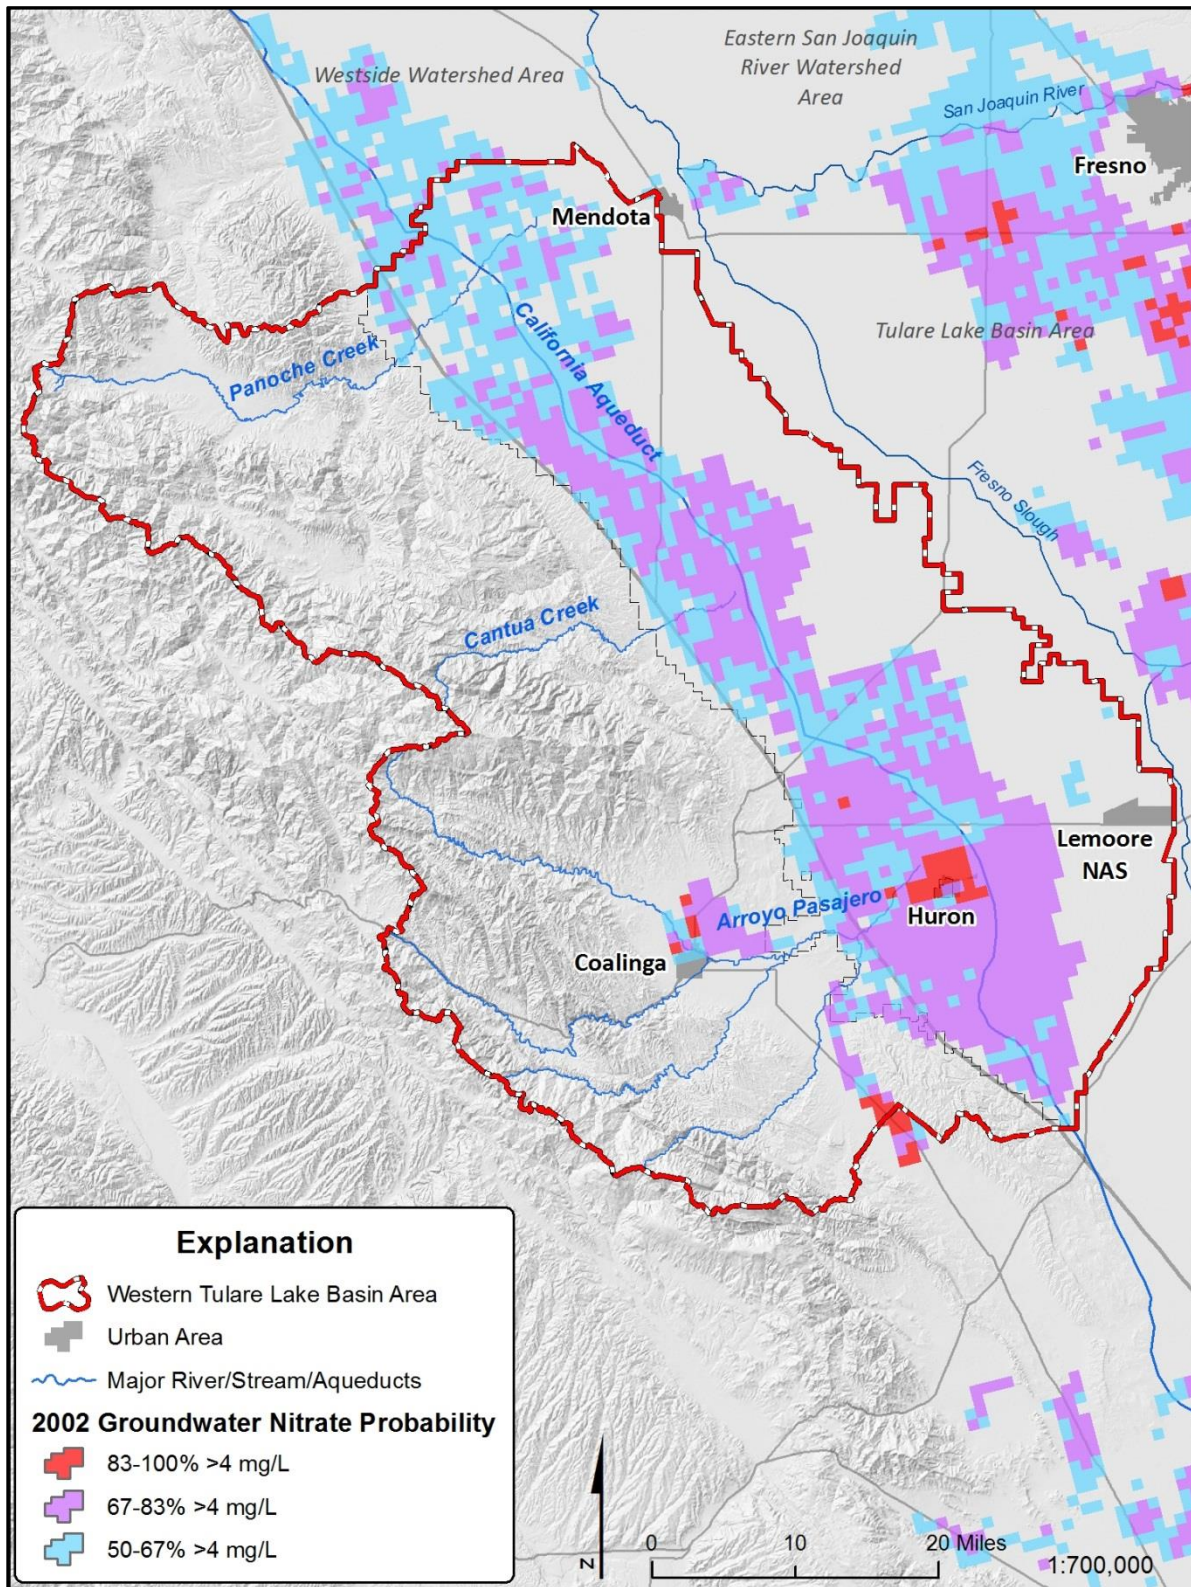 Eastern San Joaquin
River Watershed
Area
Westside Watershed Area
San Joaquin River
Fresno
Mendota
California Aqueduct
Tulare Lake Basin Area
Panoche Creek
Fresno Slough
Cantua Creek
Lemoore
NAS
Arroyo Pasajero
Huron
Coalinga
Explanation
Western Tulare Lake Basin Area
Urban Area
Major River/Stream/Aqueducts
2002 Groundwater Nitrate Probability
83-100% >4 mg/L
67-83% >4 mg/L
50-67% >4 mg/L
N
0 10 20 Miles
1:700,000